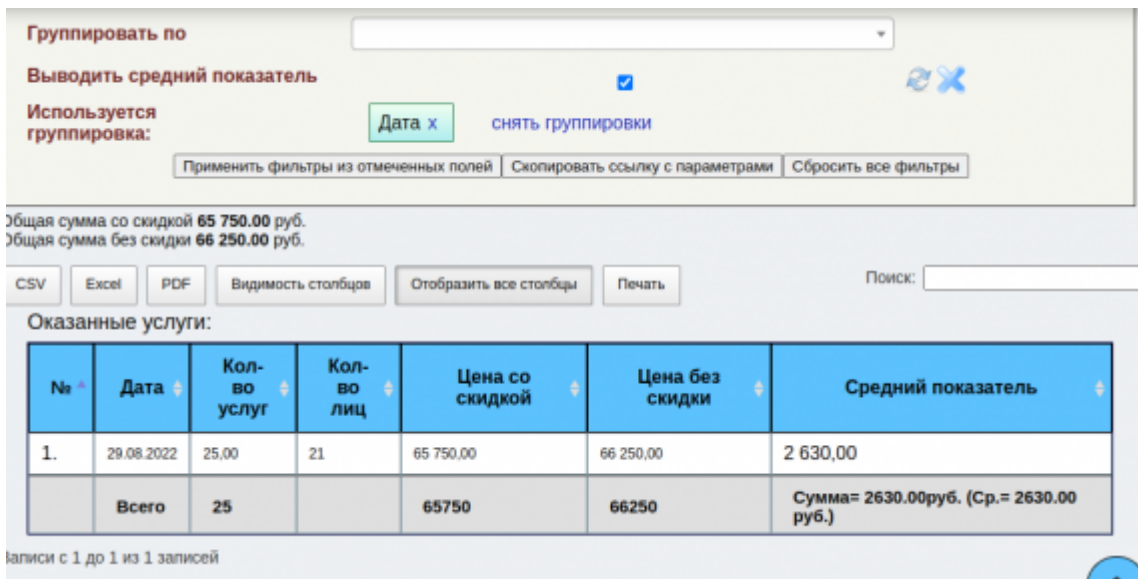 Группировать по
Выводить средний показатель
Используется
группировка:
Дата x
снять группировки
Применить фильтры из отмеченных полей
Скопировать ссылку с параметрами
Сбросить все фильтры
Общая сумма со скидкой 65 750.00 руб.
Общая сумма без скидки 66 250.00 руб.
CSV
Excel
PDF
Видимость столбцов
Отобразить все столбцы
Печать
Поиск:
Оказанные услуги:
№ Дата Кол-во услуг Кол-во лиц Цена со скидкой Цена без скидки Средний показатель
1. 29.08.2022 25,00 21 65 750,00 66 250,00 2 630,00
Всего 25 65750 66250 Сумма= 2630.00руб. (Ср.= 2630.00
руб.)
Записи с 1 до 1 из 1 записей